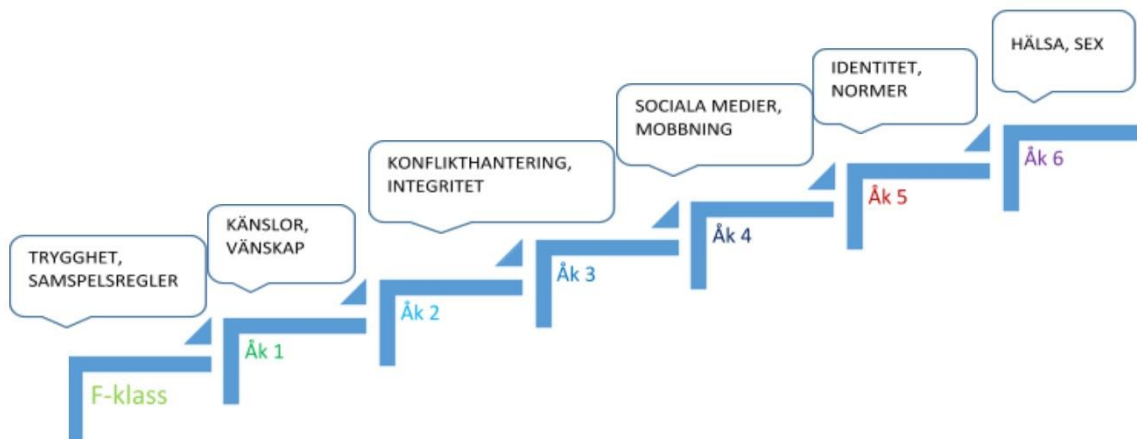 HÄLSA, SEX
IDENTITET,
NORMER
SOCIALA MEDIER,
MOBBNING
KONFLIKTHANTERING,
INTEGRITET
KÄNSLOR,
VÄNSKAP
TRYGGHET,
SAMSPELSREGLER
Åk 6
Åk 5
Åk 4
Åk 3
Åk 2
Åk 1
F-klass